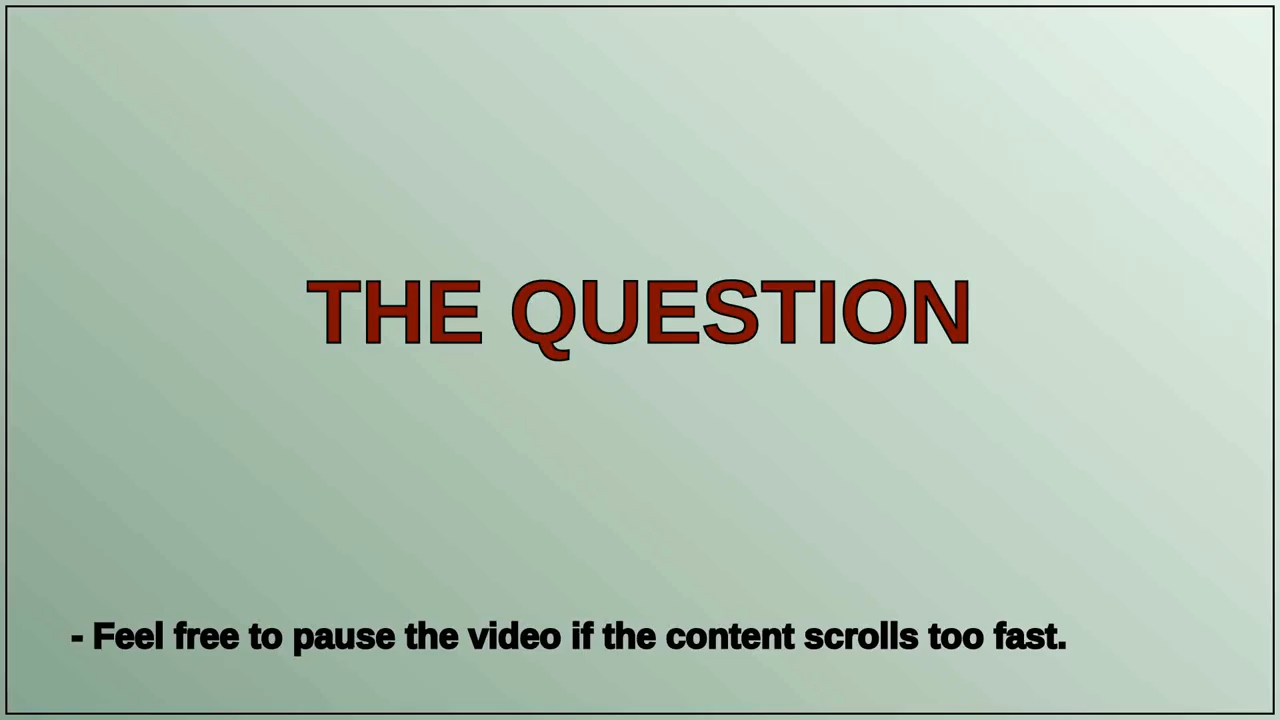 THE QUESTION
- Feel free to pause the video if the content scrolls too fast.